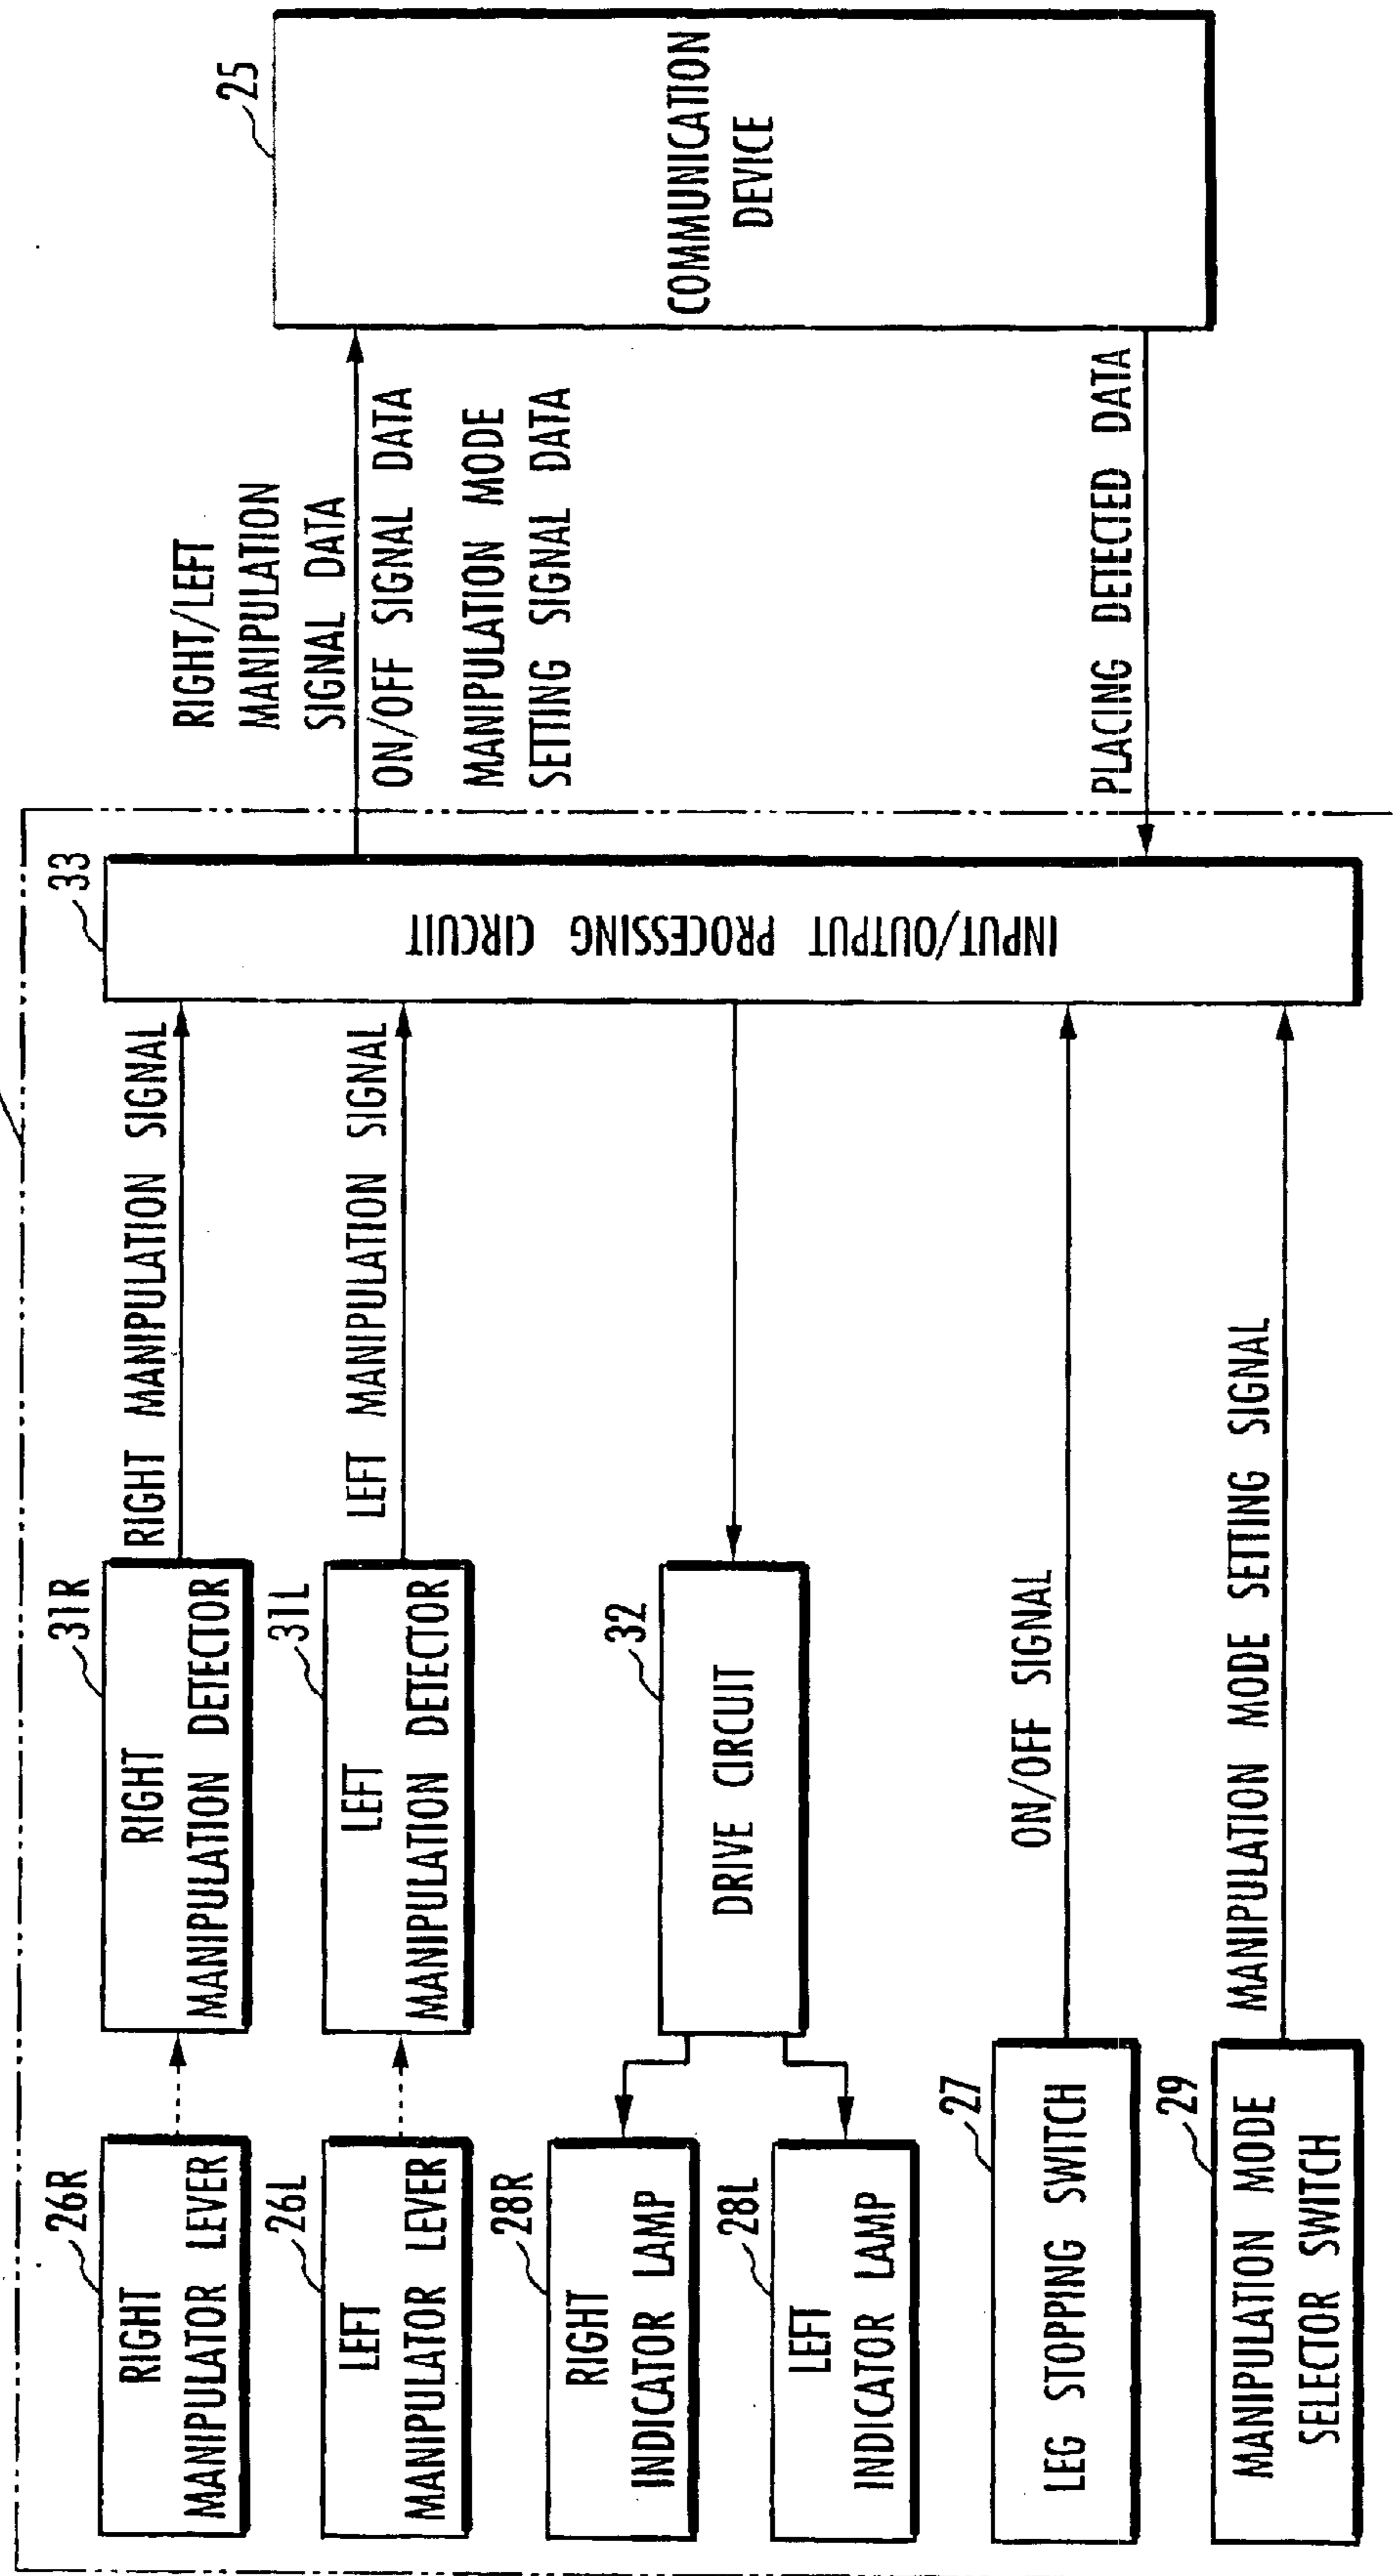 26R
RIGHT
MANIPULATOR LEVER
31R
RIGHT
MANIPULATION DETECTOR
RIGHT MANIPULATION SIGNAL
26L
LEFT
MANIPULATOR LEVER
31L
LEFT
MANIPULATION DETECTOR
LEFT MANIPULATION SIGNAL
28R
RIGHT
INDICATOR LAMP
28L
LEFT
INDICATOR LAMP
32
DRIVE CIRCUIT
27
LEG STOPPING SWITCH
ON/OFF SIGNAL
29
MANIPULATION MODE
SELECTOR SWITCH
MANIPULATION MODE SETTING SIGNAL
33
INPUT/OUTPUT PROCESSING CIRCUIT
RIGHT/LEFT
MANIPULATION
SIGNAL DATA
ON/OFF SIGNAL DATA
MANIPULATION MODE
SETTING SIGNAL DATA
PLACING DETECTED DATA
25
COMMUNICATION
DEVICE